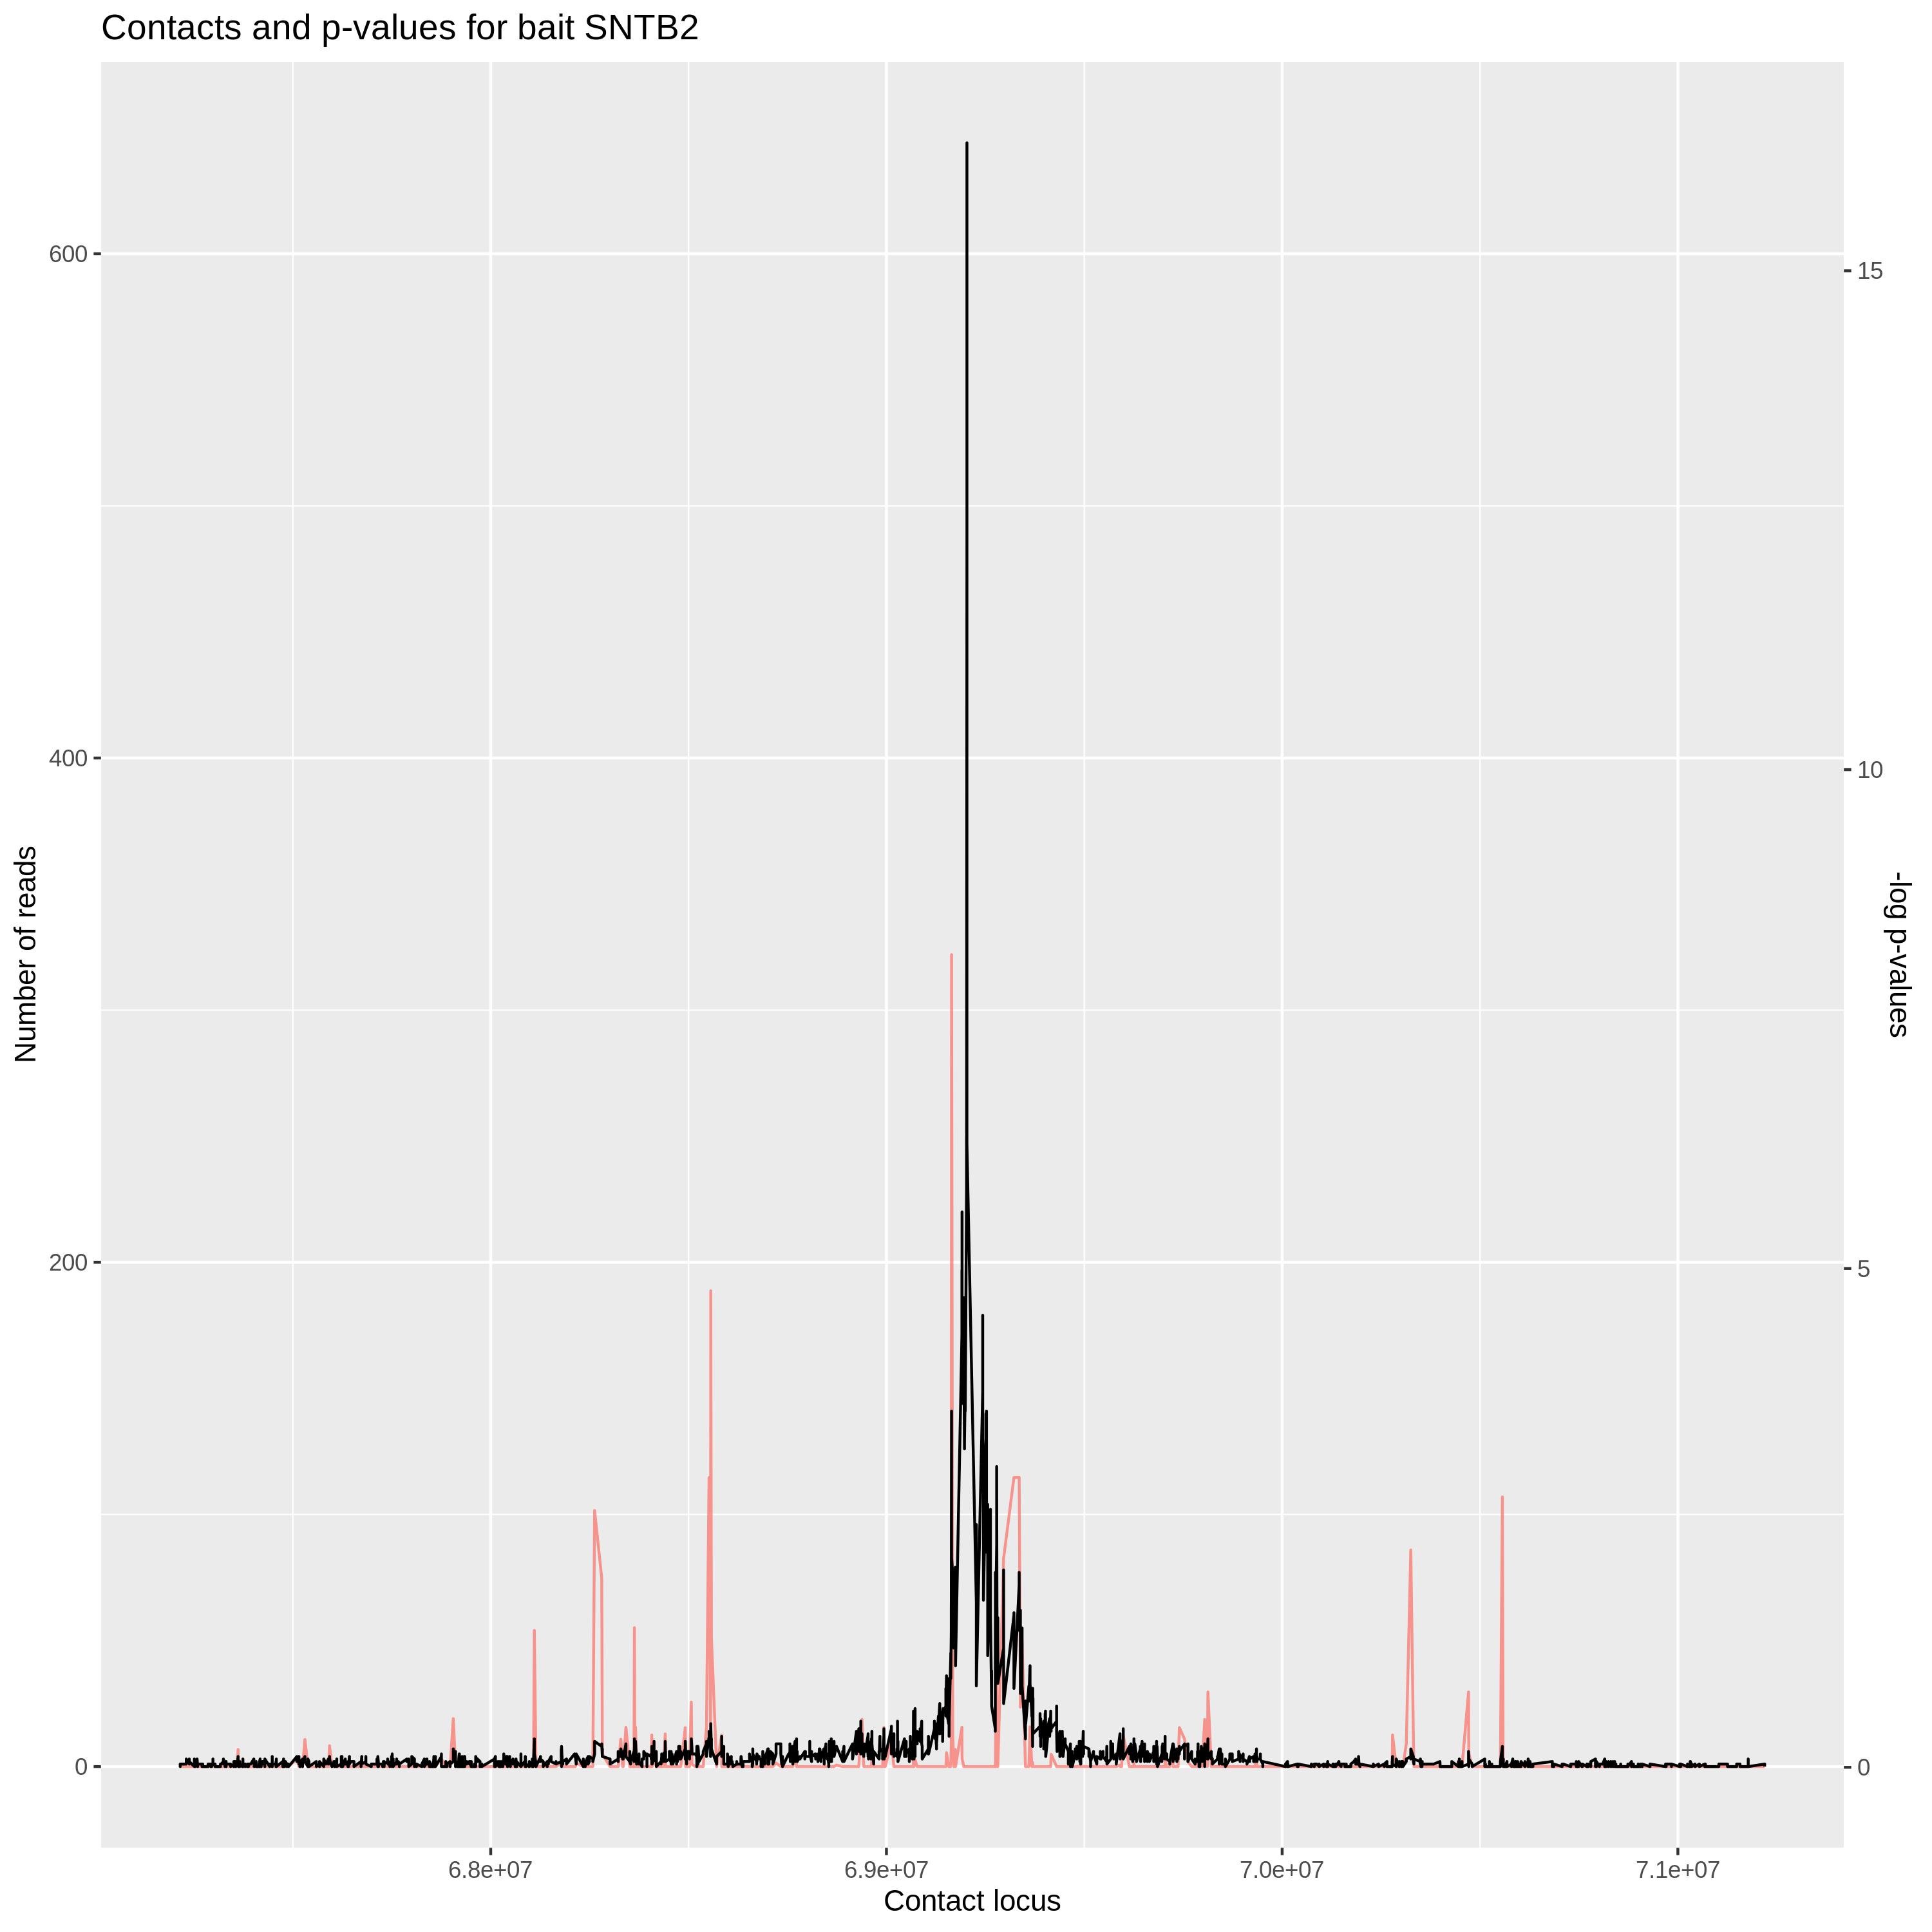 Contacts and p-values for bait SNTB2
600
400
200
0
15
10
5
0
Number of reads
-log p-values
6.8e+07
6.9e+07
7.0e+07
7.1e+07
Contact locus